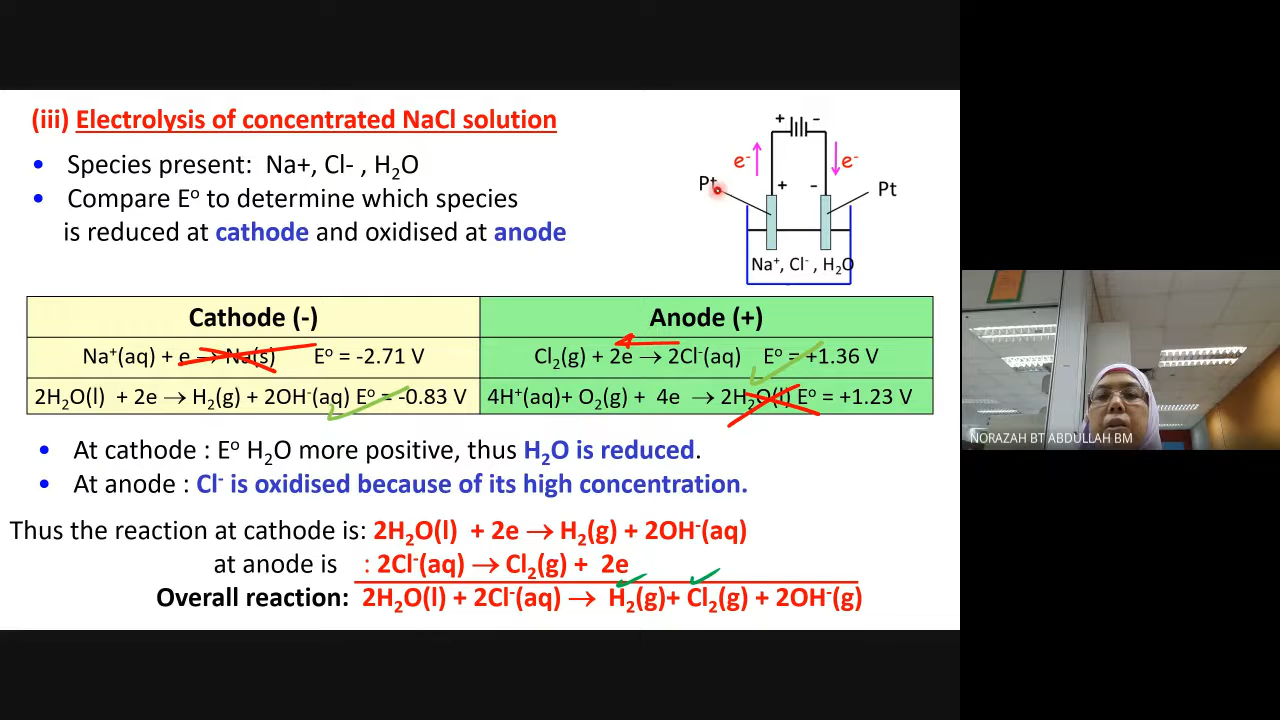 (iii) Electrolysis of concentrated NaCl solution
• Species present: Na+, Cl- , H₂O
• Compare Eº to determine which species
is reduced at cathode and oxidised at anode
+ -
e⁻ e⁻
Pt + - Pt
Na⁺, Cl⁻, H₂O
Cathode (-) Anode (+)
Na⁺(aq) + e → Na(s) Eº = -2.71 V Cl₂(g) + 2e → 2Cl⁻(aq) Eº = +1.36 V
2H₂O(l) + 2e → H₂(g) + 2OH⁻(aq) Eº = -0.83 V 4H⁺(aq)+ O₂(g) + 4e → 2H₂O(l) Eº = +1.23 V
• At cathode : Eº H₂O more positive, thus H₂O is reduced.
• At anode : Cl⁻ is oxidised because of its high concentration.
Thus the reaction at cathode is: 2H₂O(l) + 2e → H₂(g) + 2OH⁻(aq)
at anode is : 2Cl⁻(aq) → Cl₂(g) + 2e
Overall reaction: 2H₂O(l) + 2Cl⁻(aq) → H₂(g)+ Cl₂(g) + 2OH⁻(g)
NORAZAH BT ABDULLAH BM